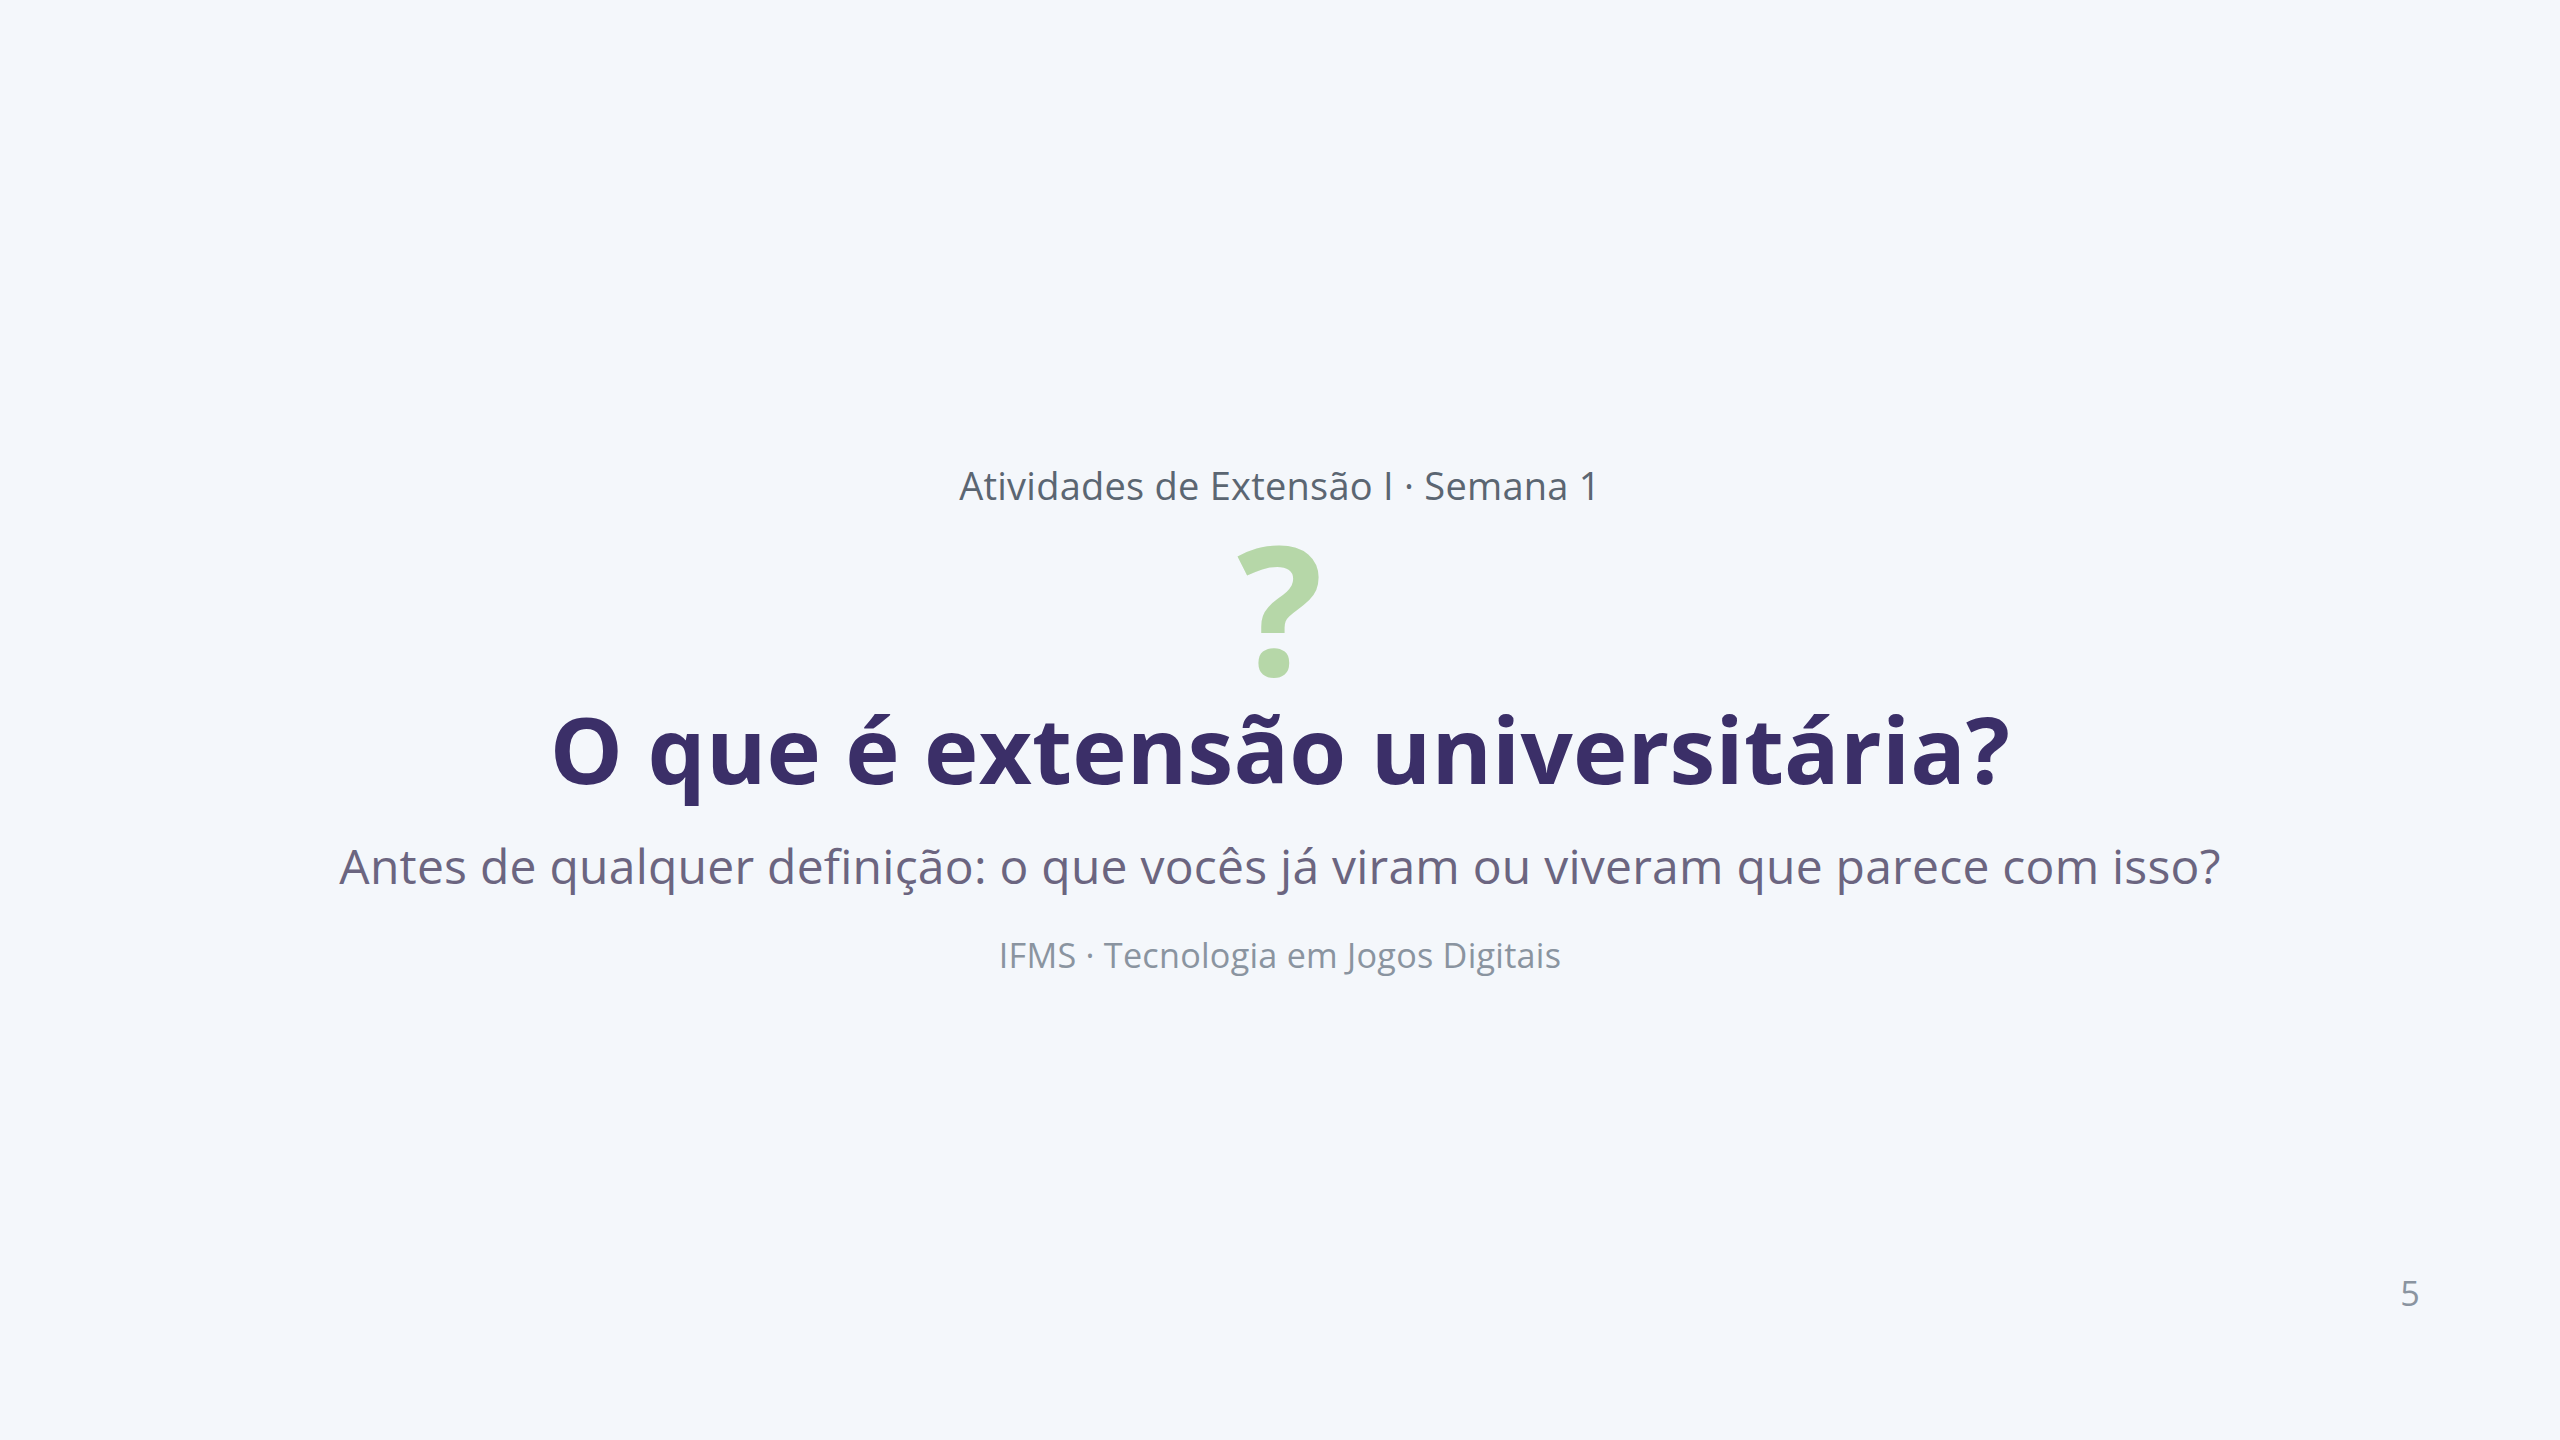 Atividades de Extensão I · Semana 1
?
O que é extensão universitária?
Antes de qualquer definição: o que vocês já viram ou viveram que parece com isso?
IFMS · Tecnologia em Jogos Digitais
5